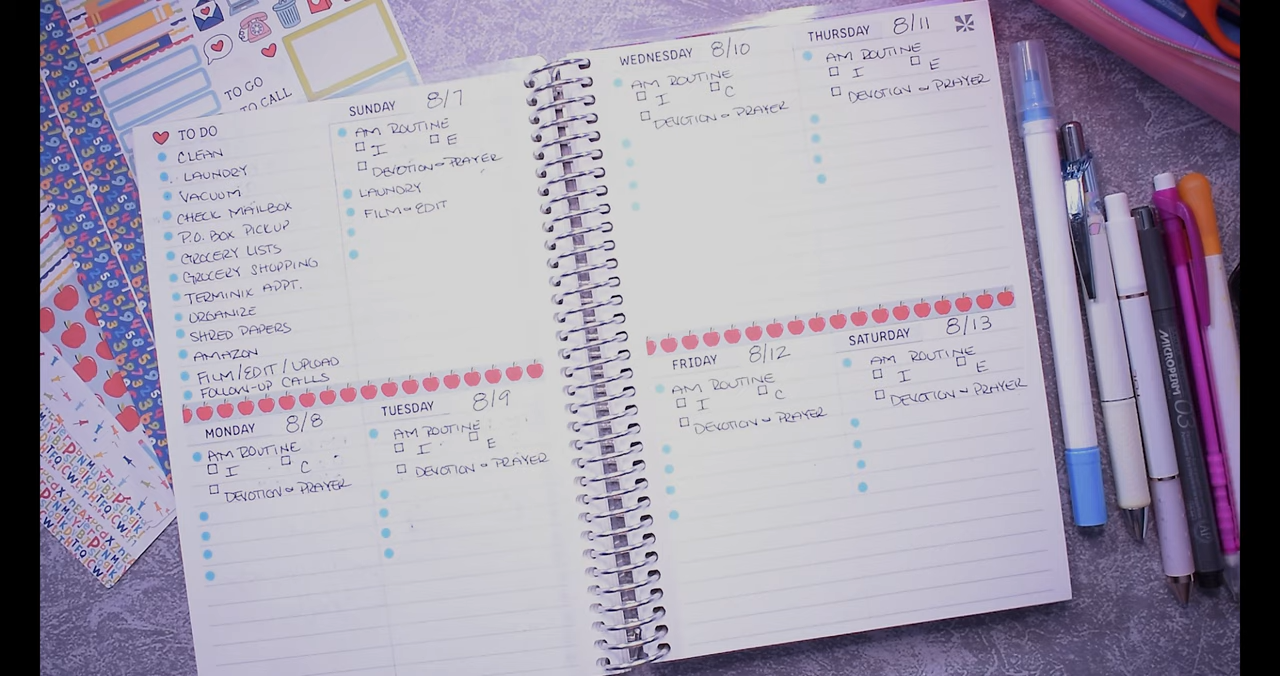 TO GO
TO CALL
TO DO
CLEAN
LAUNDRY
VACUUM
CHECK MAILBOX
P.O. BOX PICKUP
GROCERY LISTS
GROCERY SHOPPING
TERMINIX APPT.
ORGANIZE
SHRED PAPERS
AMAZON
FILM/EDIT/UPLOAD
FOLLOW-UP CALLS
SUNDAY 8/7
AM ROUTINE
I E
DEVOTION & PRAYER
LAUNDRY
FILM & EDIT
MONDAY 8/8
AM ROUTINE
I C
DEVOTION & PRAYER
TUESDAY 8/9
AM ROUTINE
I E
DEVOTION & PRAYER
WEDNESDAY 8/10
AM ROUTINE
I C
DEVOTION & PRAYER
THURSDAY 8/11
AM ROUTINE
I E
DEVOTION & PRAYER
FRIDAY 8/12
AM ROUTINE
I C
DEVOTION & PRAYER
SATURDAY 8/13
AM ROUTINE
I E
DEVOTION & PRAYER
MICROPERM 03